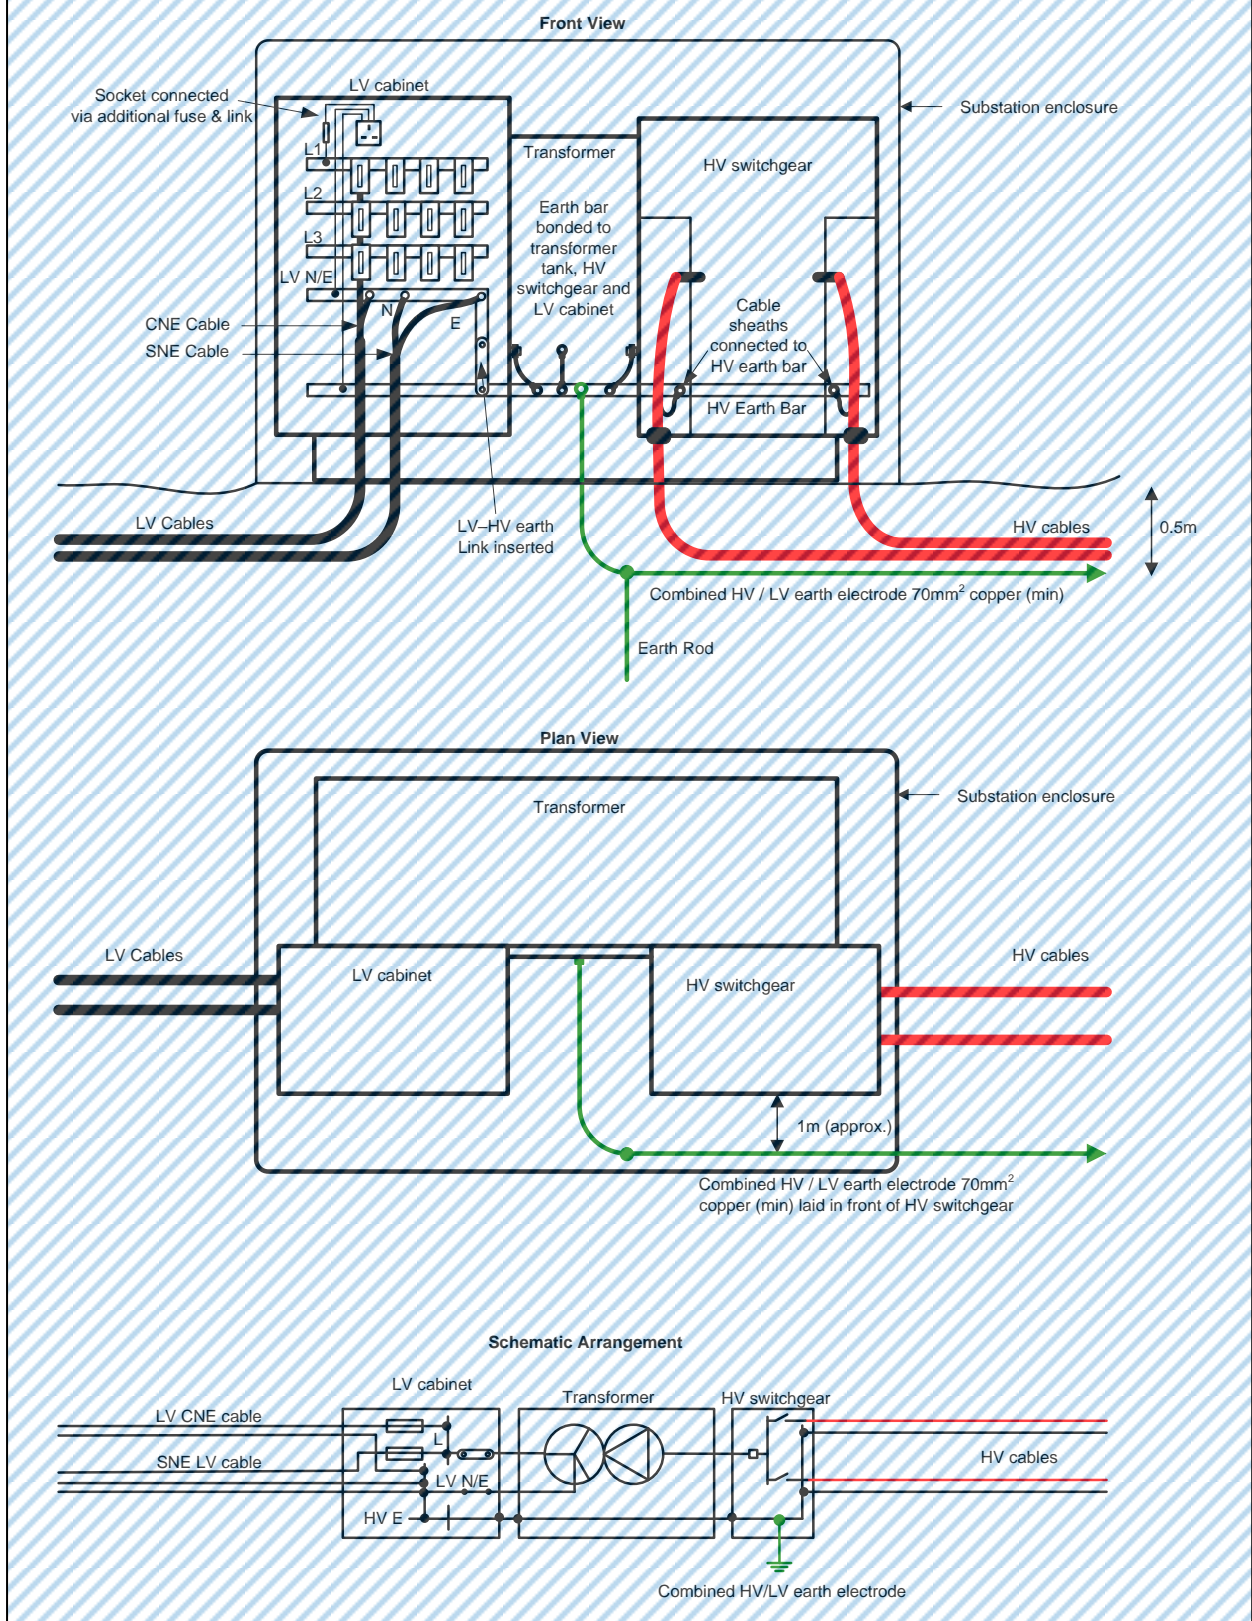 Front View
LV cabinet
Socket connected
via additional fuse & link
Substation enclosure
L1
Transformer
HV switchgear
L2
Earth bar
bonded to
transformer
tank, HV
switchgear and
LV cabinet
L3
LV N/E
N
E
CNE Cable
SNE Cable
Cable
sheaths
connected to
HV earth bar
HV Earth Bar
LV Cables
LV–HV earth
Link inserted
HV cables
0.5m
Combined HV / LV earth electrode 70mm² copper (min)
Earth Rod
Plan View
Transformer
Substation enclosure
LV Cables
LV cabinet
HV switchgear
HV cables
1m (approx.)
Combined HV / LV earth electrode 70mm²
copper (min) laid in front of HV switchgear
Schematic Arrangement
LV cabinet
Transformer
HV switchgear
LV CNE cable
L
SNE LV cable
LV N/E
HV cables
HV E
Combined HV/LV earth electrode